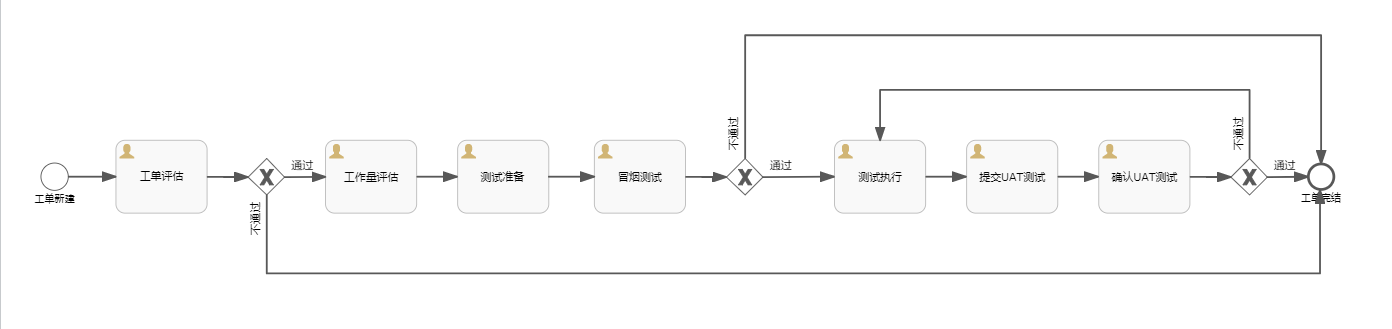 工单新建
工单评估
通过
不通过
工作量评估
测试准备
冒烟测试
不通过
通过
测试执行
提交UAT测试
确认UAT测试
不通过
通过
工单完结